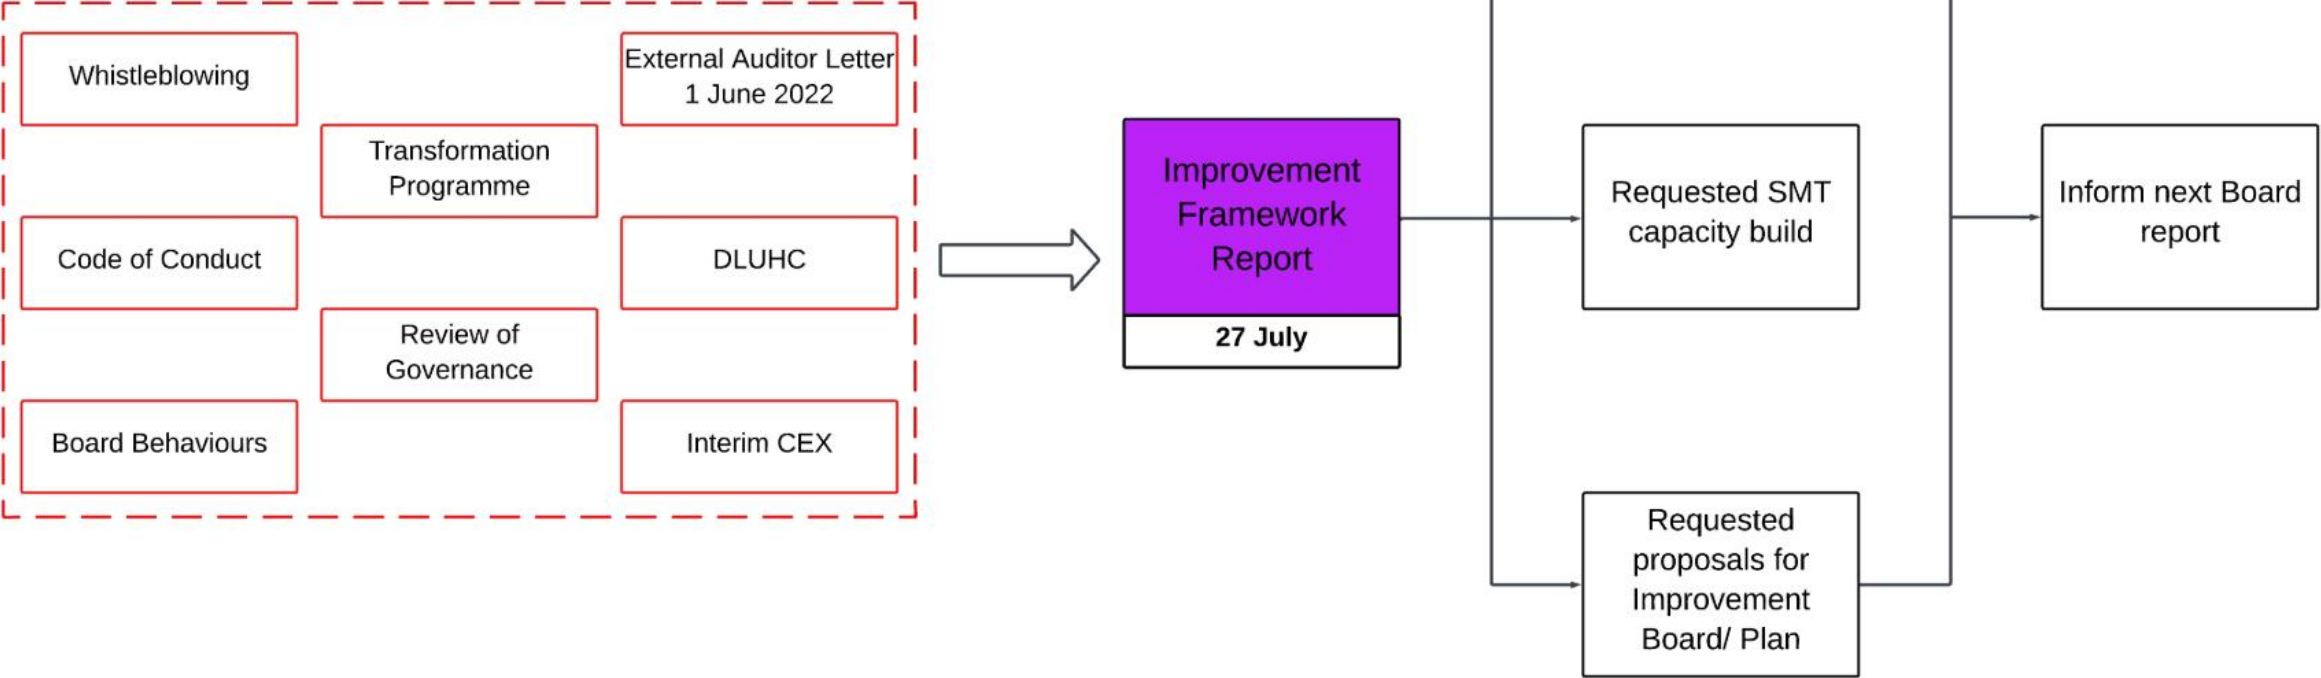 Whistleblowing
External Auditor Letter
1 June 2022
Transformation
Programme
Code of Conduct
DLUHC
Review of
Governance
Board Behaviours
Interim CEX
Improvement
Framework
Report
27 July
Requested SMT
capacity build
Requested
proposals for
Improvement
Board/ Plan
Inform next Board
report